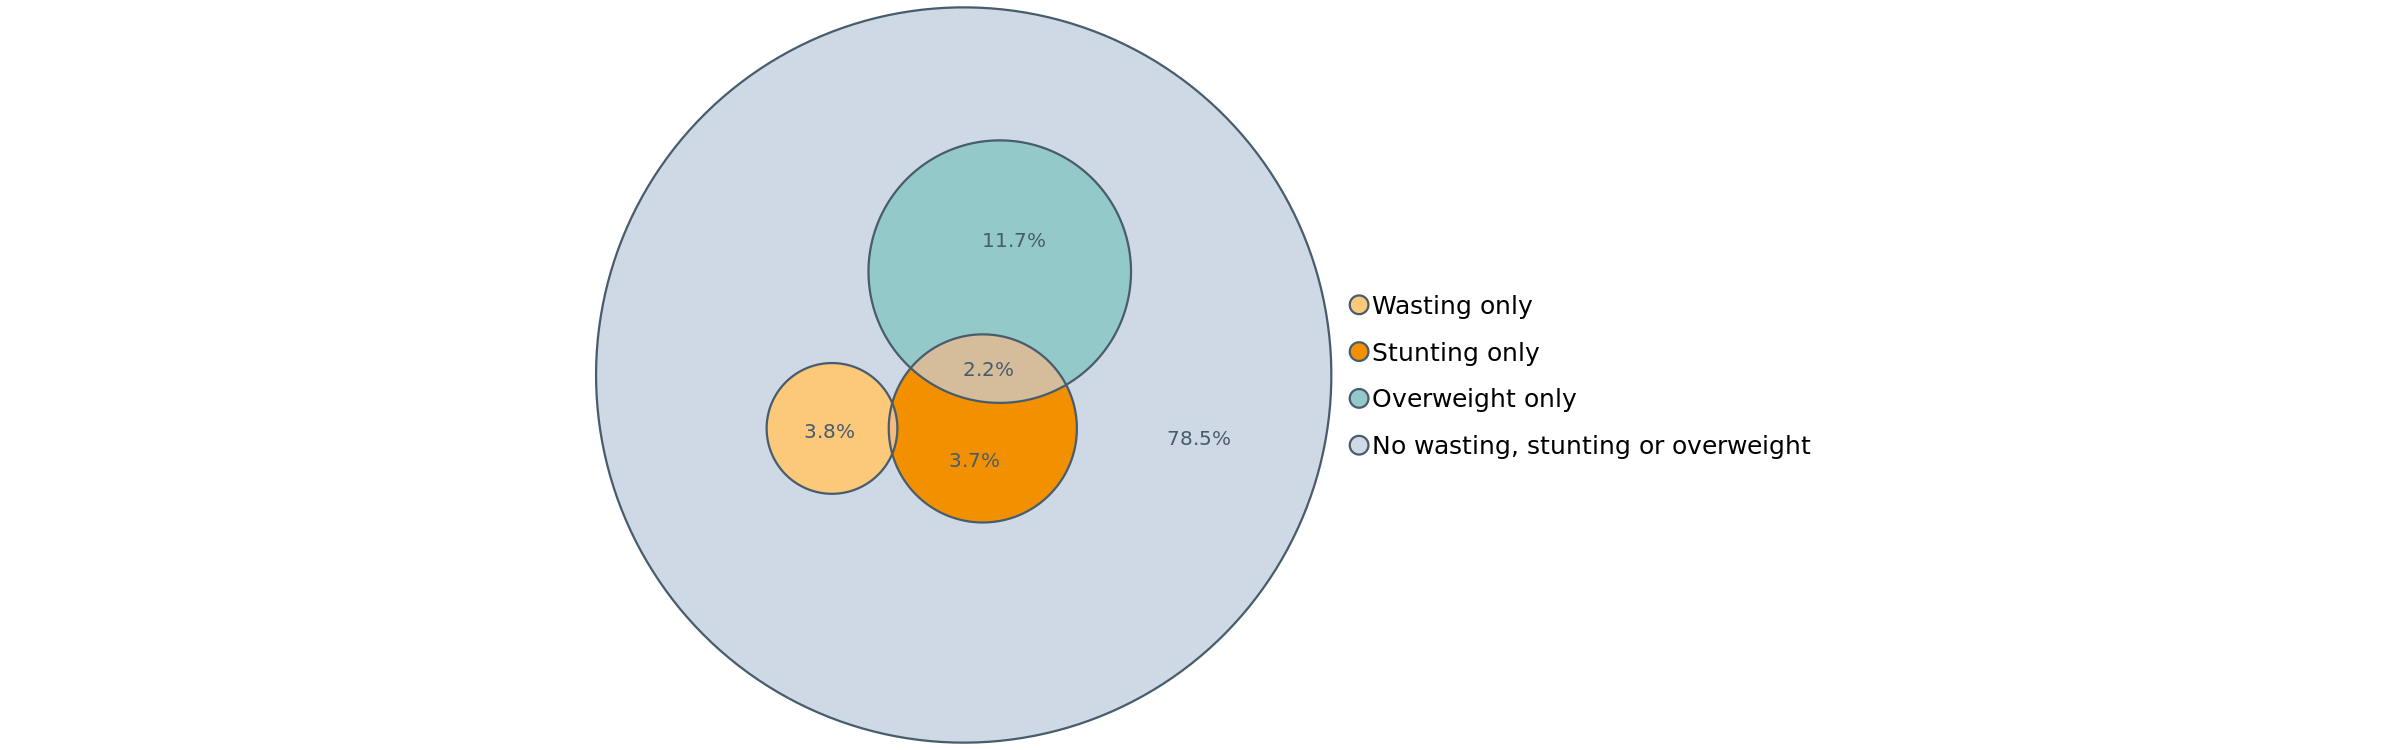 11.7%
2.2%
3.8%
3.7%
78.5%
Wasting only
Stunting only
Overweight only
No wasting, stunting or overweight